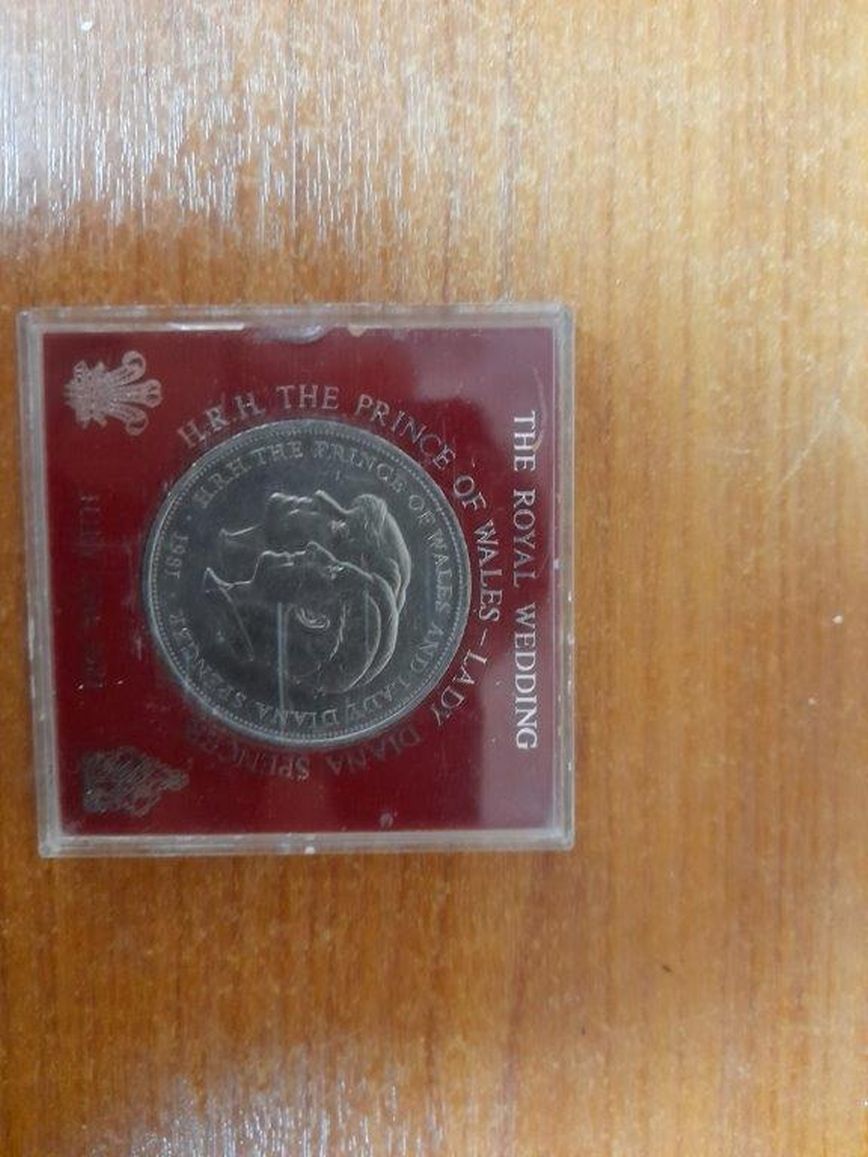 THE ROYAL WEDDING
H.R.H. THE PRINCE OF WALES – LADY DIANA SPENCER
H.R.H. THE PRINCE OF WALES AND LADY DIANA SPENCER · 1981 ·